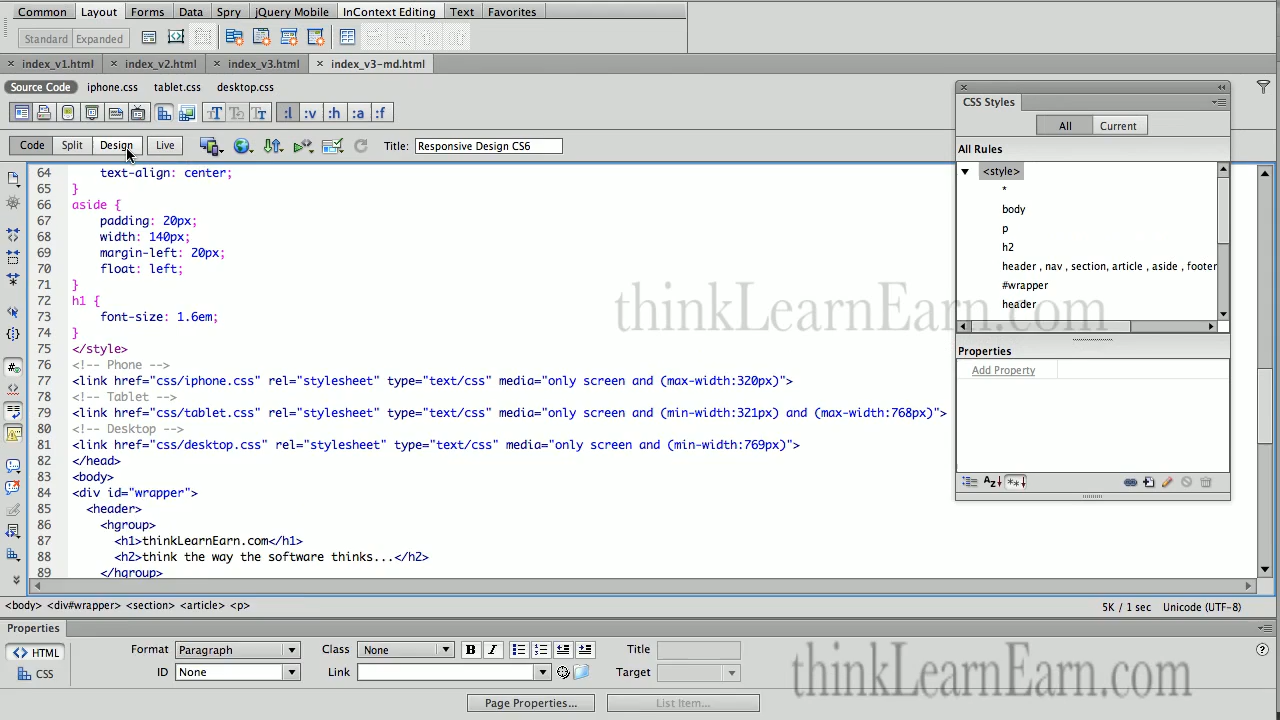 Common Layout Forms Data Spry jQuery Mobile InContext Editing Text Favorites
Standard Expanded
index_v1.html index_v2.html index_v3.html index_v3-md.html
Source Code iphone.css tablet.css desktop.css
:l :v :h :a :f
Code Split Design Live Title: Responsive Design CS6
64 text-align: center;
65 }
66 aside {
67 padding: 20px;
68 width: 140px;
69 margin-left: 20px;
70 float: left;
71 }
72 h1 {
73 font-size: 1.6em;
74 }
75 </style>
76 <!-- Phone -->
77 <link href="css/iphone.css" rel="stylesheet" type="text/css" media="only screen and (max-width:320px)">
78 <!-- Tablet -->
79 <link href="css/tablet.css" rel="stylesheet" type="text/css" media="only screen and (min-width:321px) and (max-width:768px)">
80 <!-- Desktop -->
81 <link href="css/desktop.css" rel="stylesheet" type="text/css" media="only screen and (min-width:769px)">
82 </head>
83 <body>
84 <div id="wrapper">
85 <header>
86 <hgroup>
87 <h1>thinkLearnEarn.com</h1>
88 <h2>think the way the software thinks...</h2>
89 </hgroup>
CSS Styles
All Current
All Rules
<style>
*
body
p
h2
header , nav , section, article , aside , footer
#wrapper
header
Properties
Add Property
thinkLearnEarn.com
<body> <div#wrapper> <section> <article> <p> 5K / 1 sec Unicode (UTF-8)
Properties
<> HTML Format Paragraph Class None B I Title
CSS ID None Link Target
Page Properties... List Item...
thinkLearnEarn.com